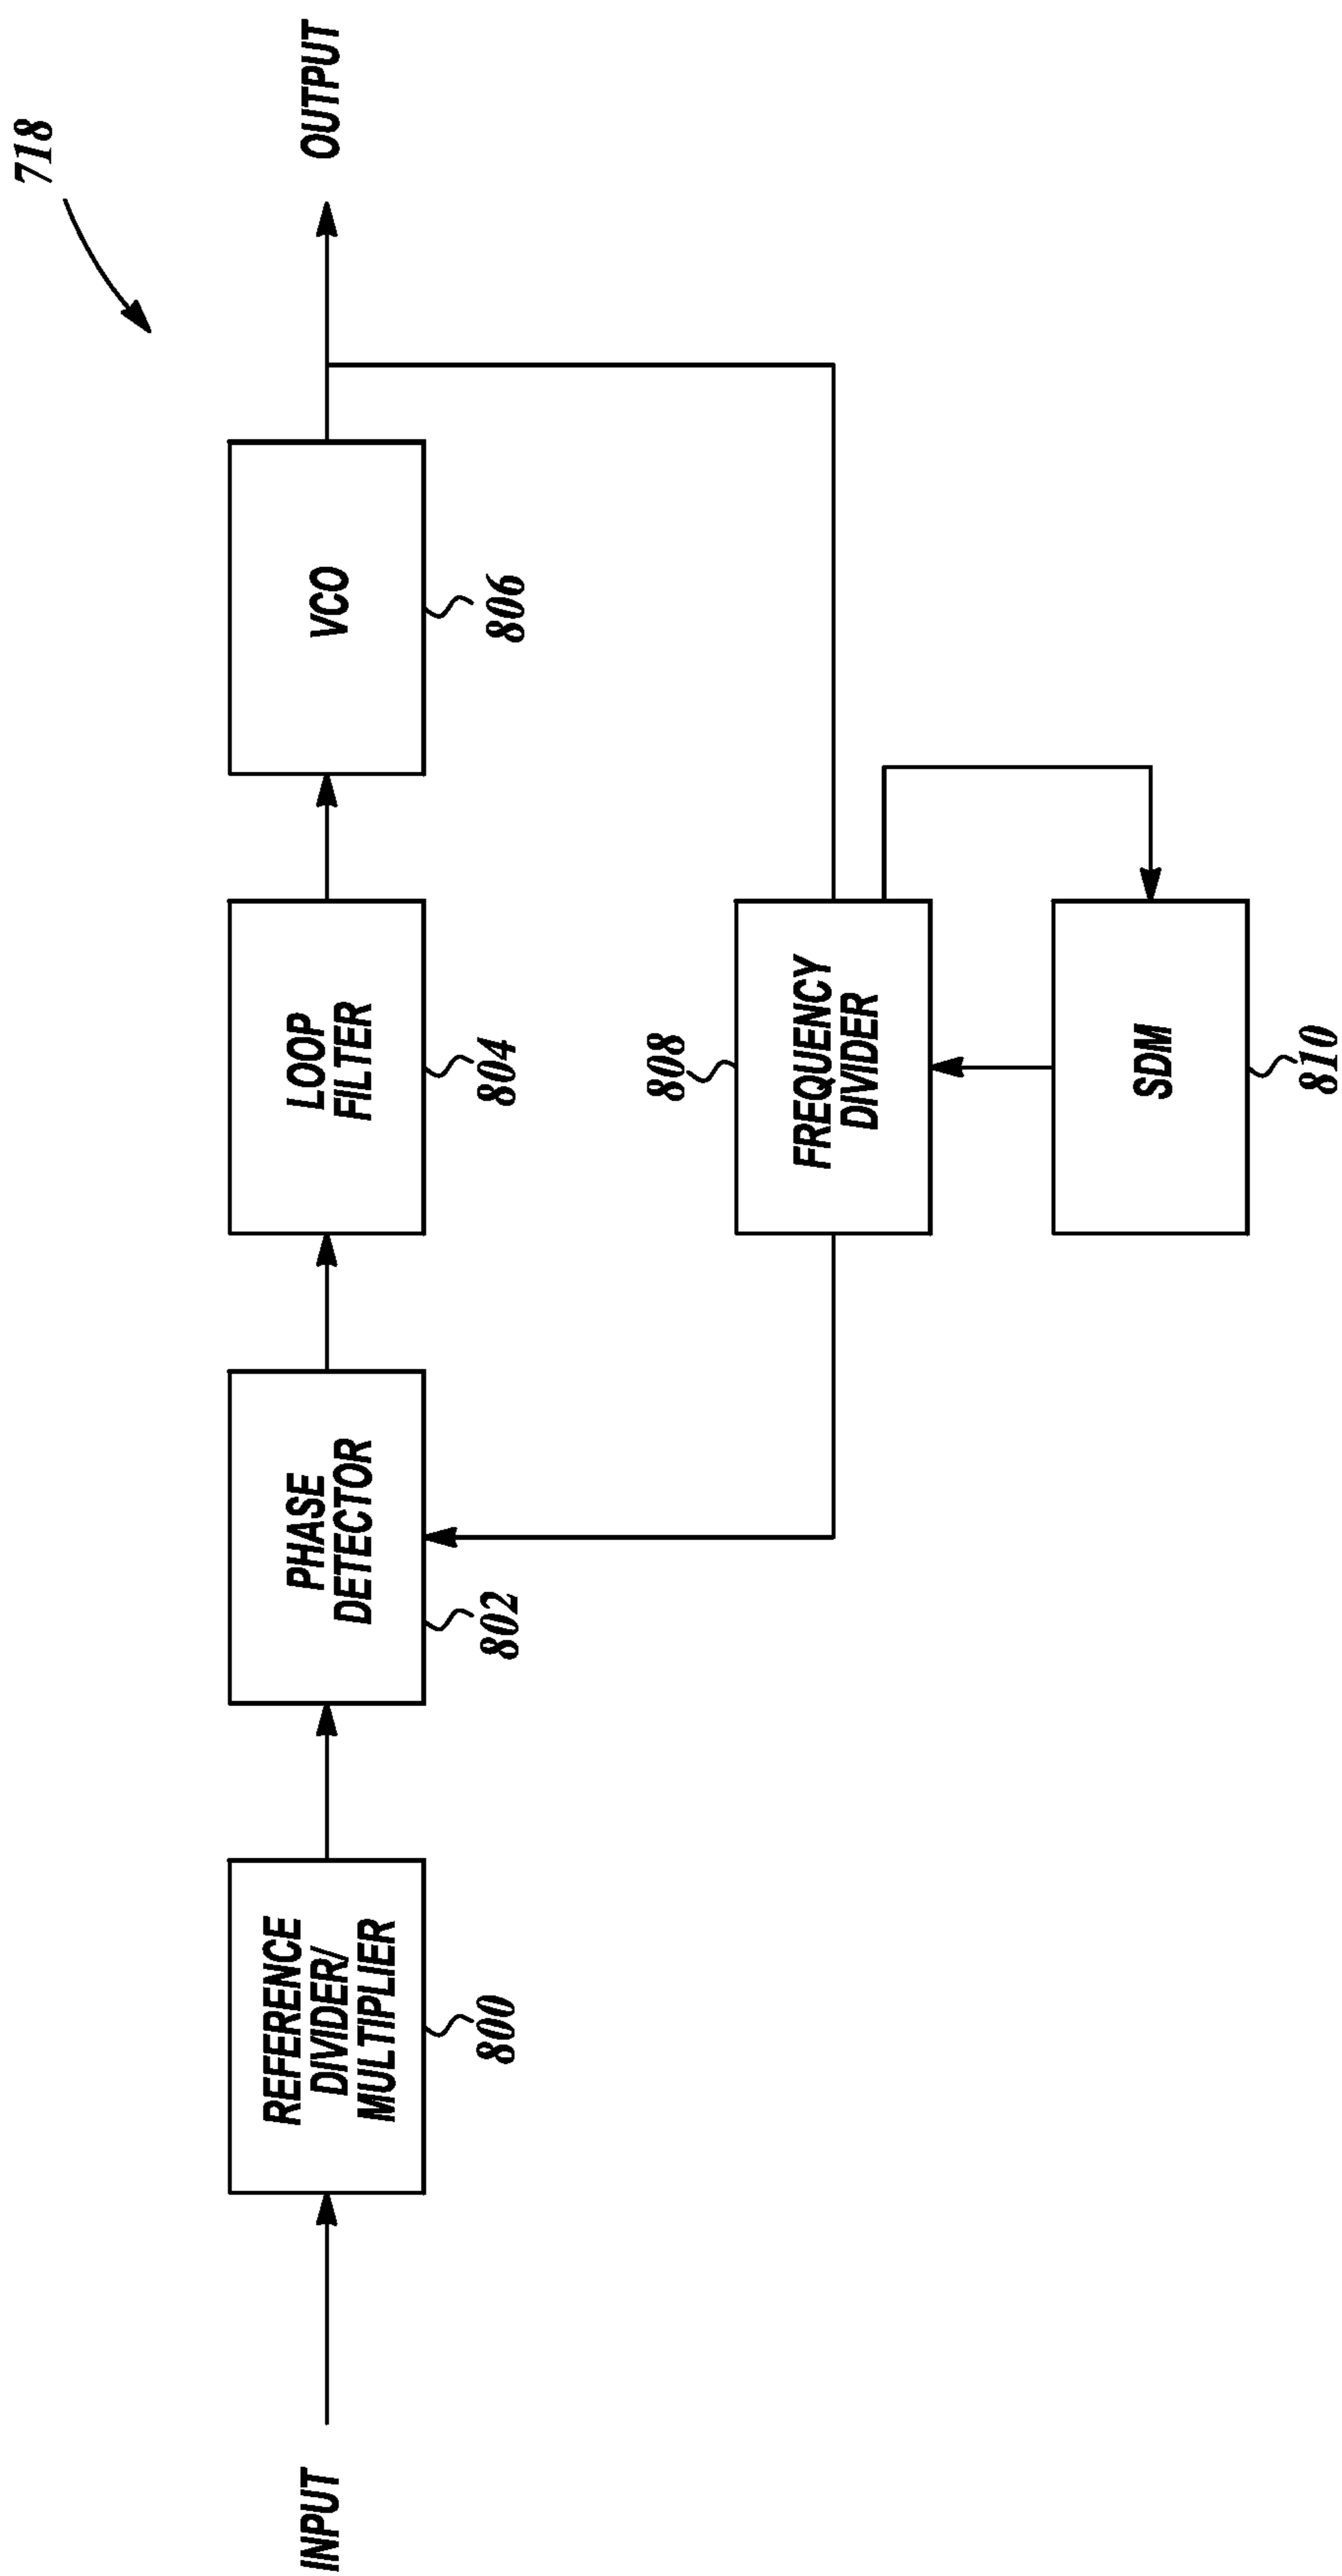 718
INPUT
REFERENCE
DIVIDER/
MULTIPLIER
800
PHASE
DETECTOR
802
LOOP
FILTER
804
VCO
806
OUTPUT
808
FREQUENCY
DIVIDER
SDM
810